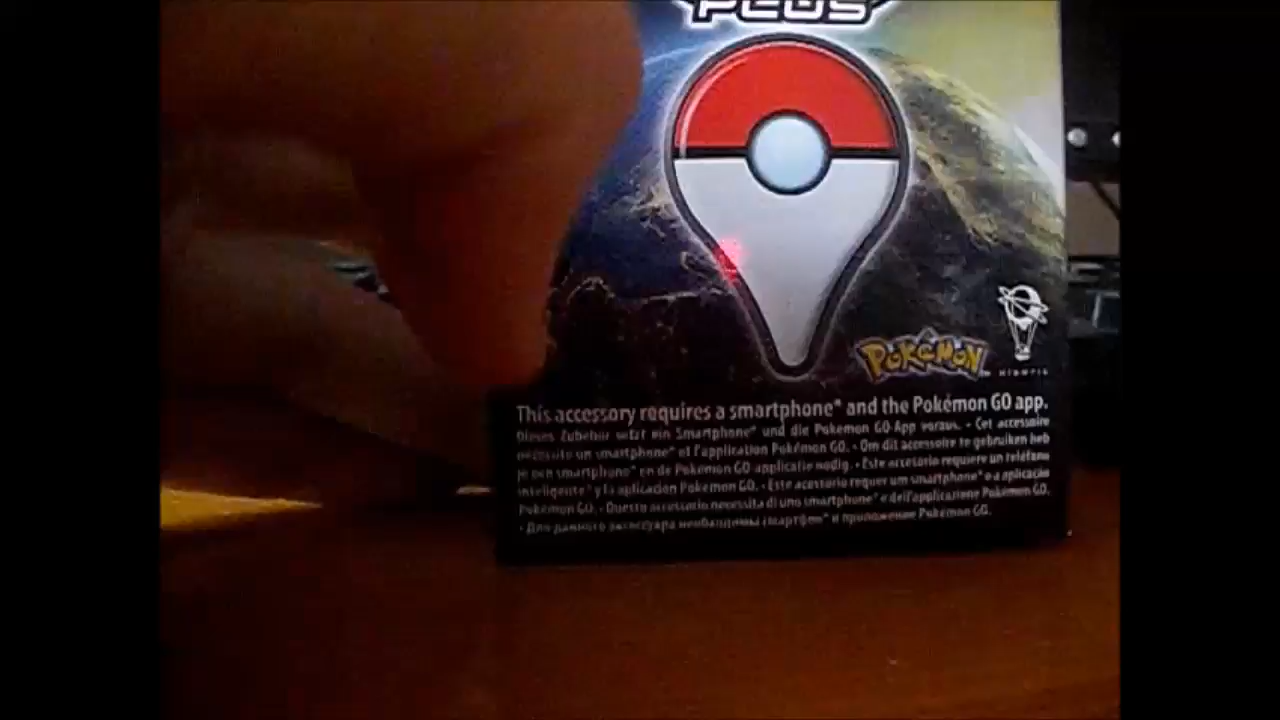 PLUS
POKéMON
NIANTIC
This accessory requires a smartphone* and the Pokémon GO app.
Dieses Zubehör setzt ein Smartphone* und die Pokémon GO-App voraus. • Cet accessoire
nécessite un smartphone* et l'application Pokémon GO. • Om dit accessoire te gebruiken heb
je een smartphone* en de Pokémon GO applicatie nodig. • Este accesorio requiere un teléfono
inteligente* y la aplicación Pokémon GO. • Este acessório requer um smartphone* e a aplicação
Pokémon GO. • Questo accessorio necessita di uno smartphone* e dell'applicazione Pokémon GO.
• Для данного аксессуара необходимы смартфон* и приложение Pokémon GO.